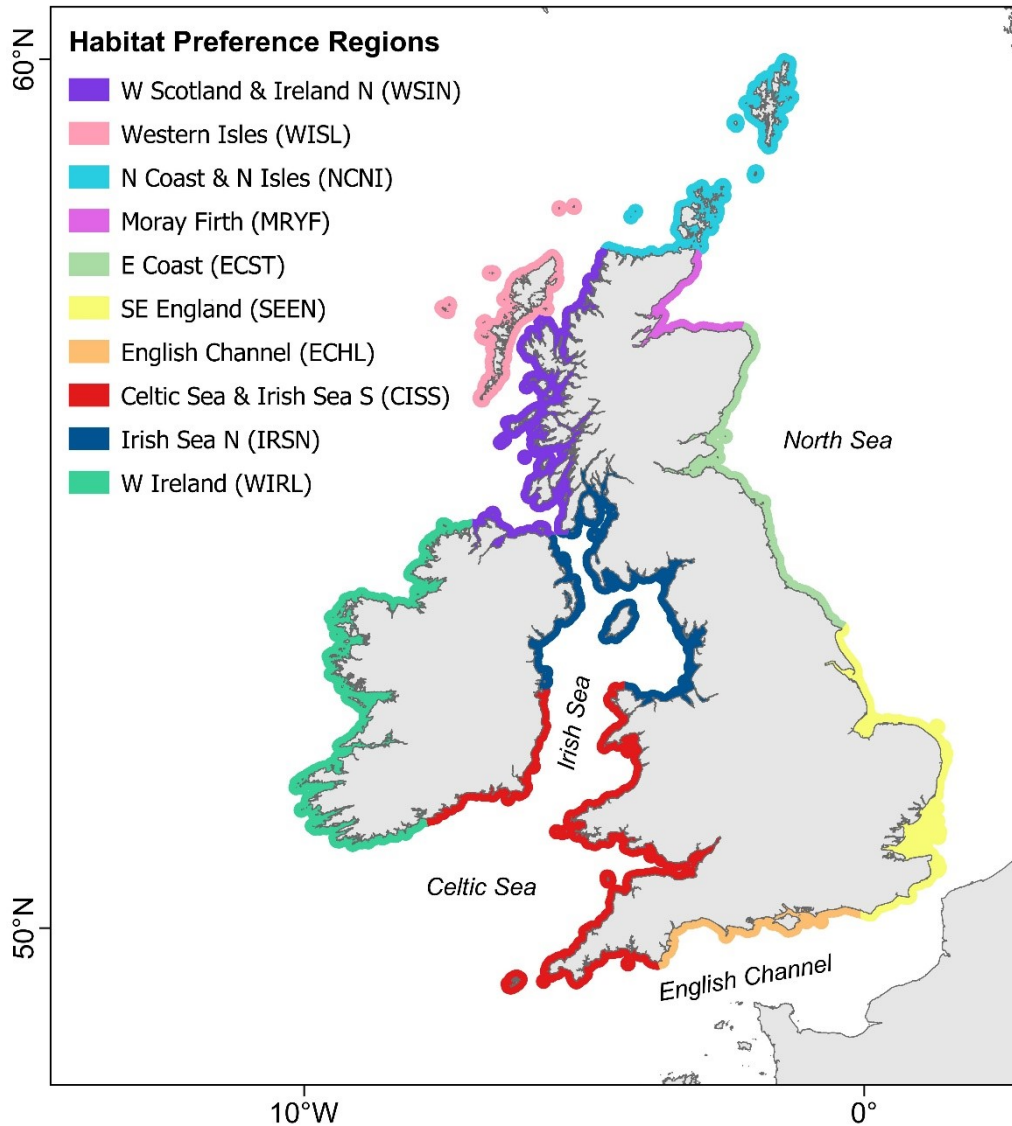 60°N
Habitat Preference Regions
W Scotland & Ireland N (WSIN)
Western Isles (WISL)
N Coast & N Isles (NCNI)
Moray Firth (MRYF)
E Coast (ECST)
SE England (SEEN)
English Channel (ECHL)
Celtic Sea & Irish Sea S (CISS)
Irish Sea N (IRSN)
W Ireland (WIRL)
North Sea
Irish Sea
Celtic Sea
50°N
English Channel
10°W
0°